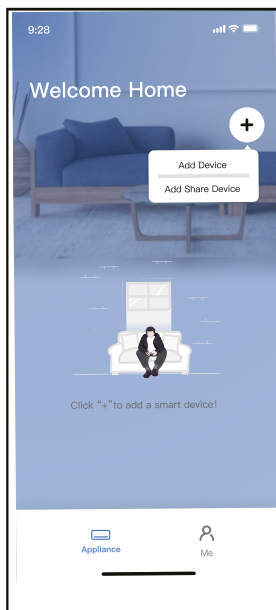 9:28
Welcome Home
+
Add Device
Add Share Device
Click “+”to add a smart device!
Appliance
Me